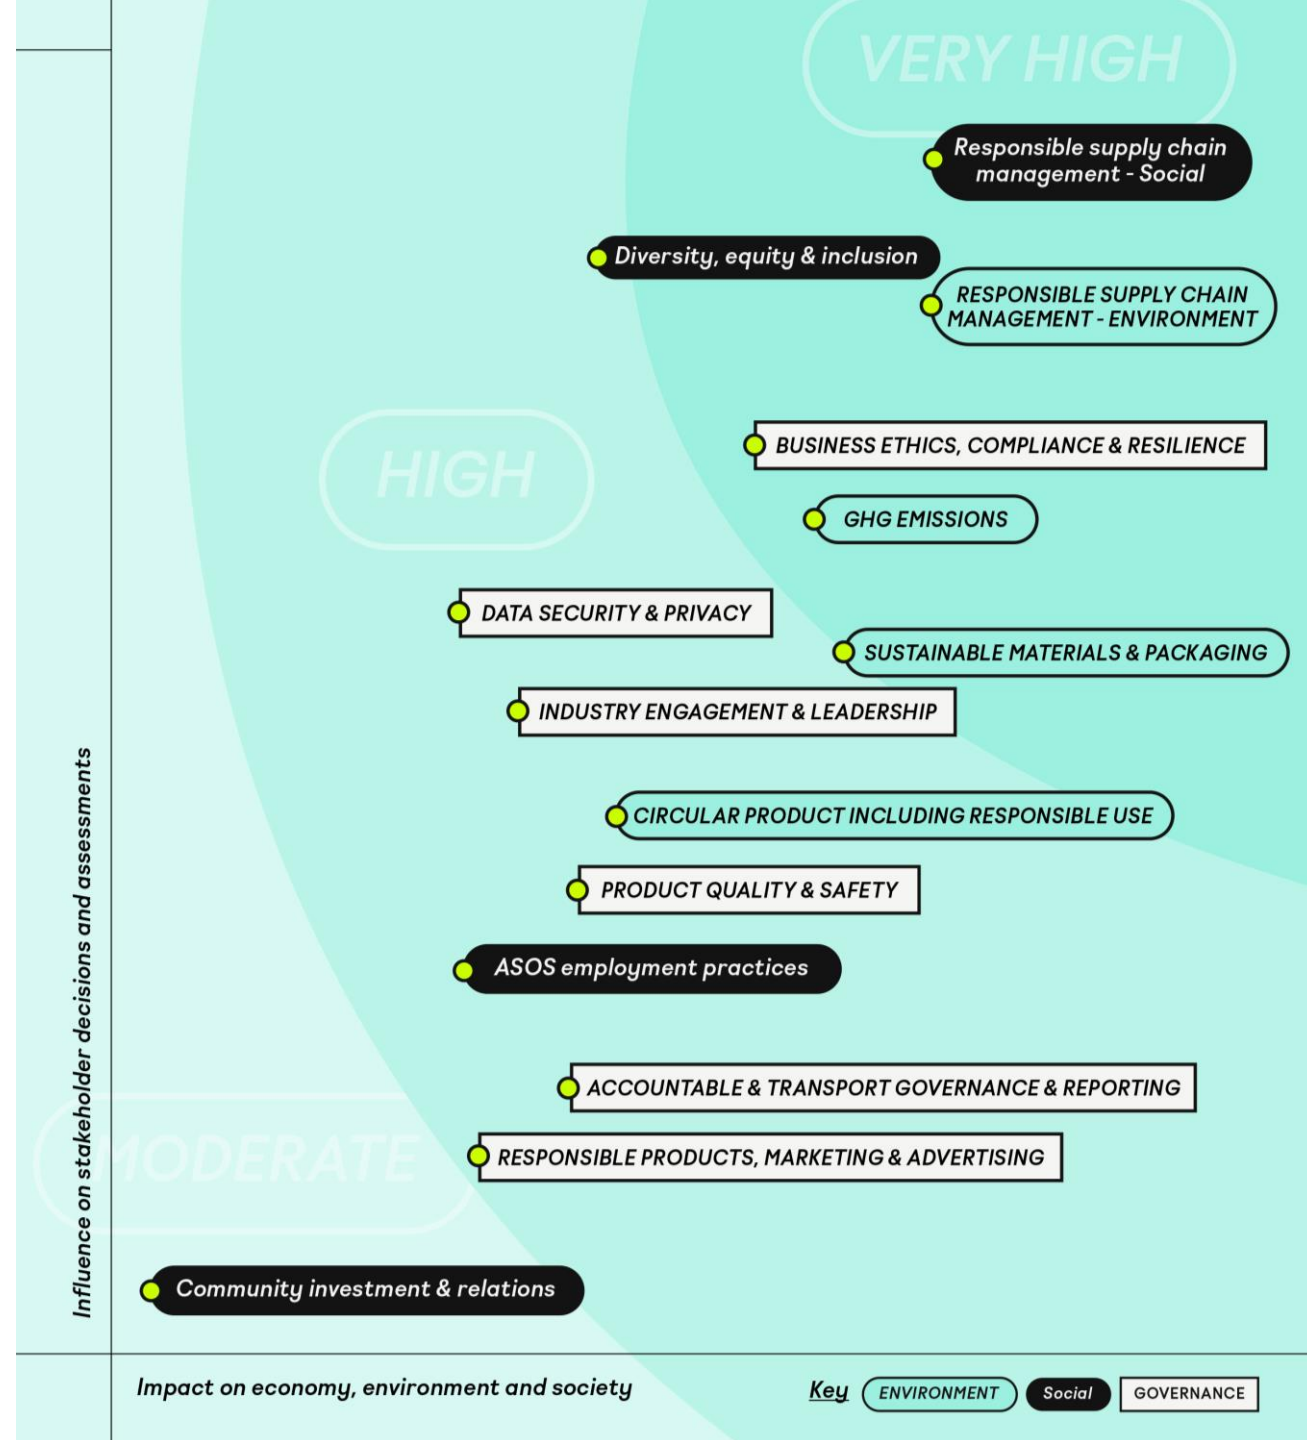 VERY HIGH
Responsible supply chain
management - Social
Diversity, equity & inclusion
RESPONSIBLE SUPPLY CHAIN
MANAGEMENT - ENVIRONMENT
BUSINESS ETHICS, COMPLIANCE & RESILIENCE
HIGH
GHG EMISSIONS
DATA SECURITY & PRIVACY
SUSTAINABLE MATERIALS & PACKAGING
INDUSTRY ENGAGEMENT & LEADERSHIP
CIRCULAR PRODUCT INCLUDING RESPONSIBLE USE
PRODUCT QUALITY & SAFETY
ASOS employment practices
ACCOUNTABLE & TRANSPORT GOVERNANCE & REPORTING
MODERATE
RESPONSIBLE PRODUCTS, MARKETING & ADVERTISING
Community investment & relations
Influence on stakeholder decisions and assessments
Impact on economy, environment and society
Key ENVIRONMENT Social GOVERNANCE